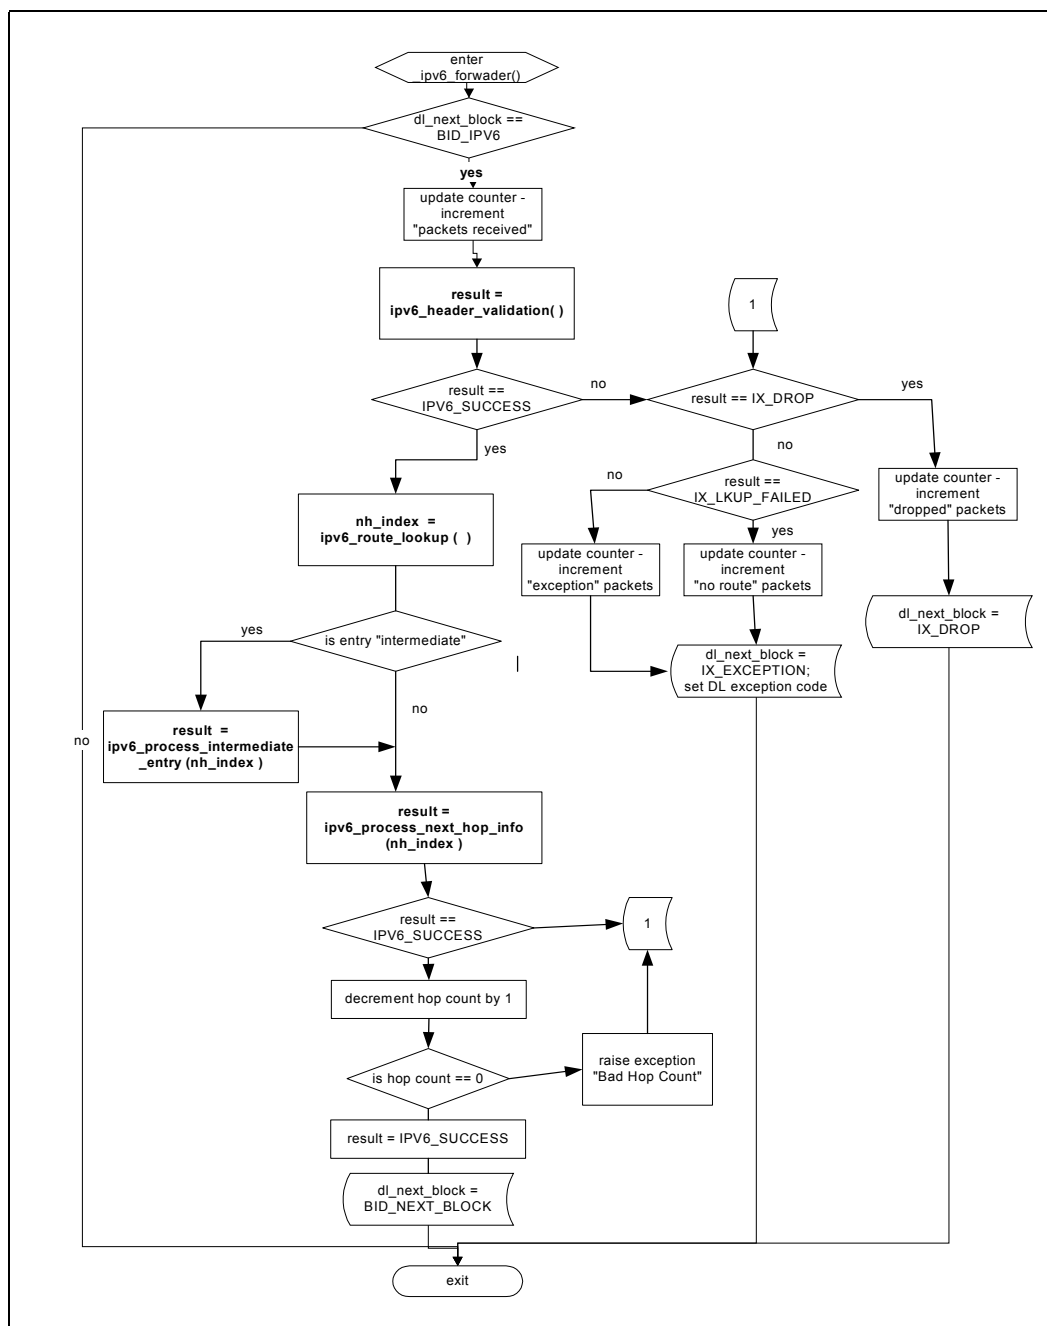 enter
_ipv6_forwader()
dl_next_block ==
BID_IPV6
yes
update counter -
increment
"packets received"
result =
ipv6_header_validation( )
1
result ==
IPV6_SUCCESS
no
result == IX_DROP
yes
yes
no
nh_index =
ipv6_route_lookup (  )
no
result ==
IX_LKUP_FAILED
yes
update counter -
increment
"dropped" packets
update counter -
increment
"exception" packets
update counter -
increment
"no route" packets
dl_next_block =
IX_DROP
yes
is entry "intermediate"
dl_next_block =
IX_EXCEPTION;
set DL exception code
no
no
result  =
ipv6_process_intermediate
_entry (nh_index )
result =
ipv6_process_next_hop_info
(nh_index )
result ==
IPV6_SUCCESS
1
decrement hop count by 1
is hop count == 0
raise exception
"Bad Hop Count"
result = IPV6_SUCCESS
dl_next_block =
BID_NEXT_BLOCK
exit